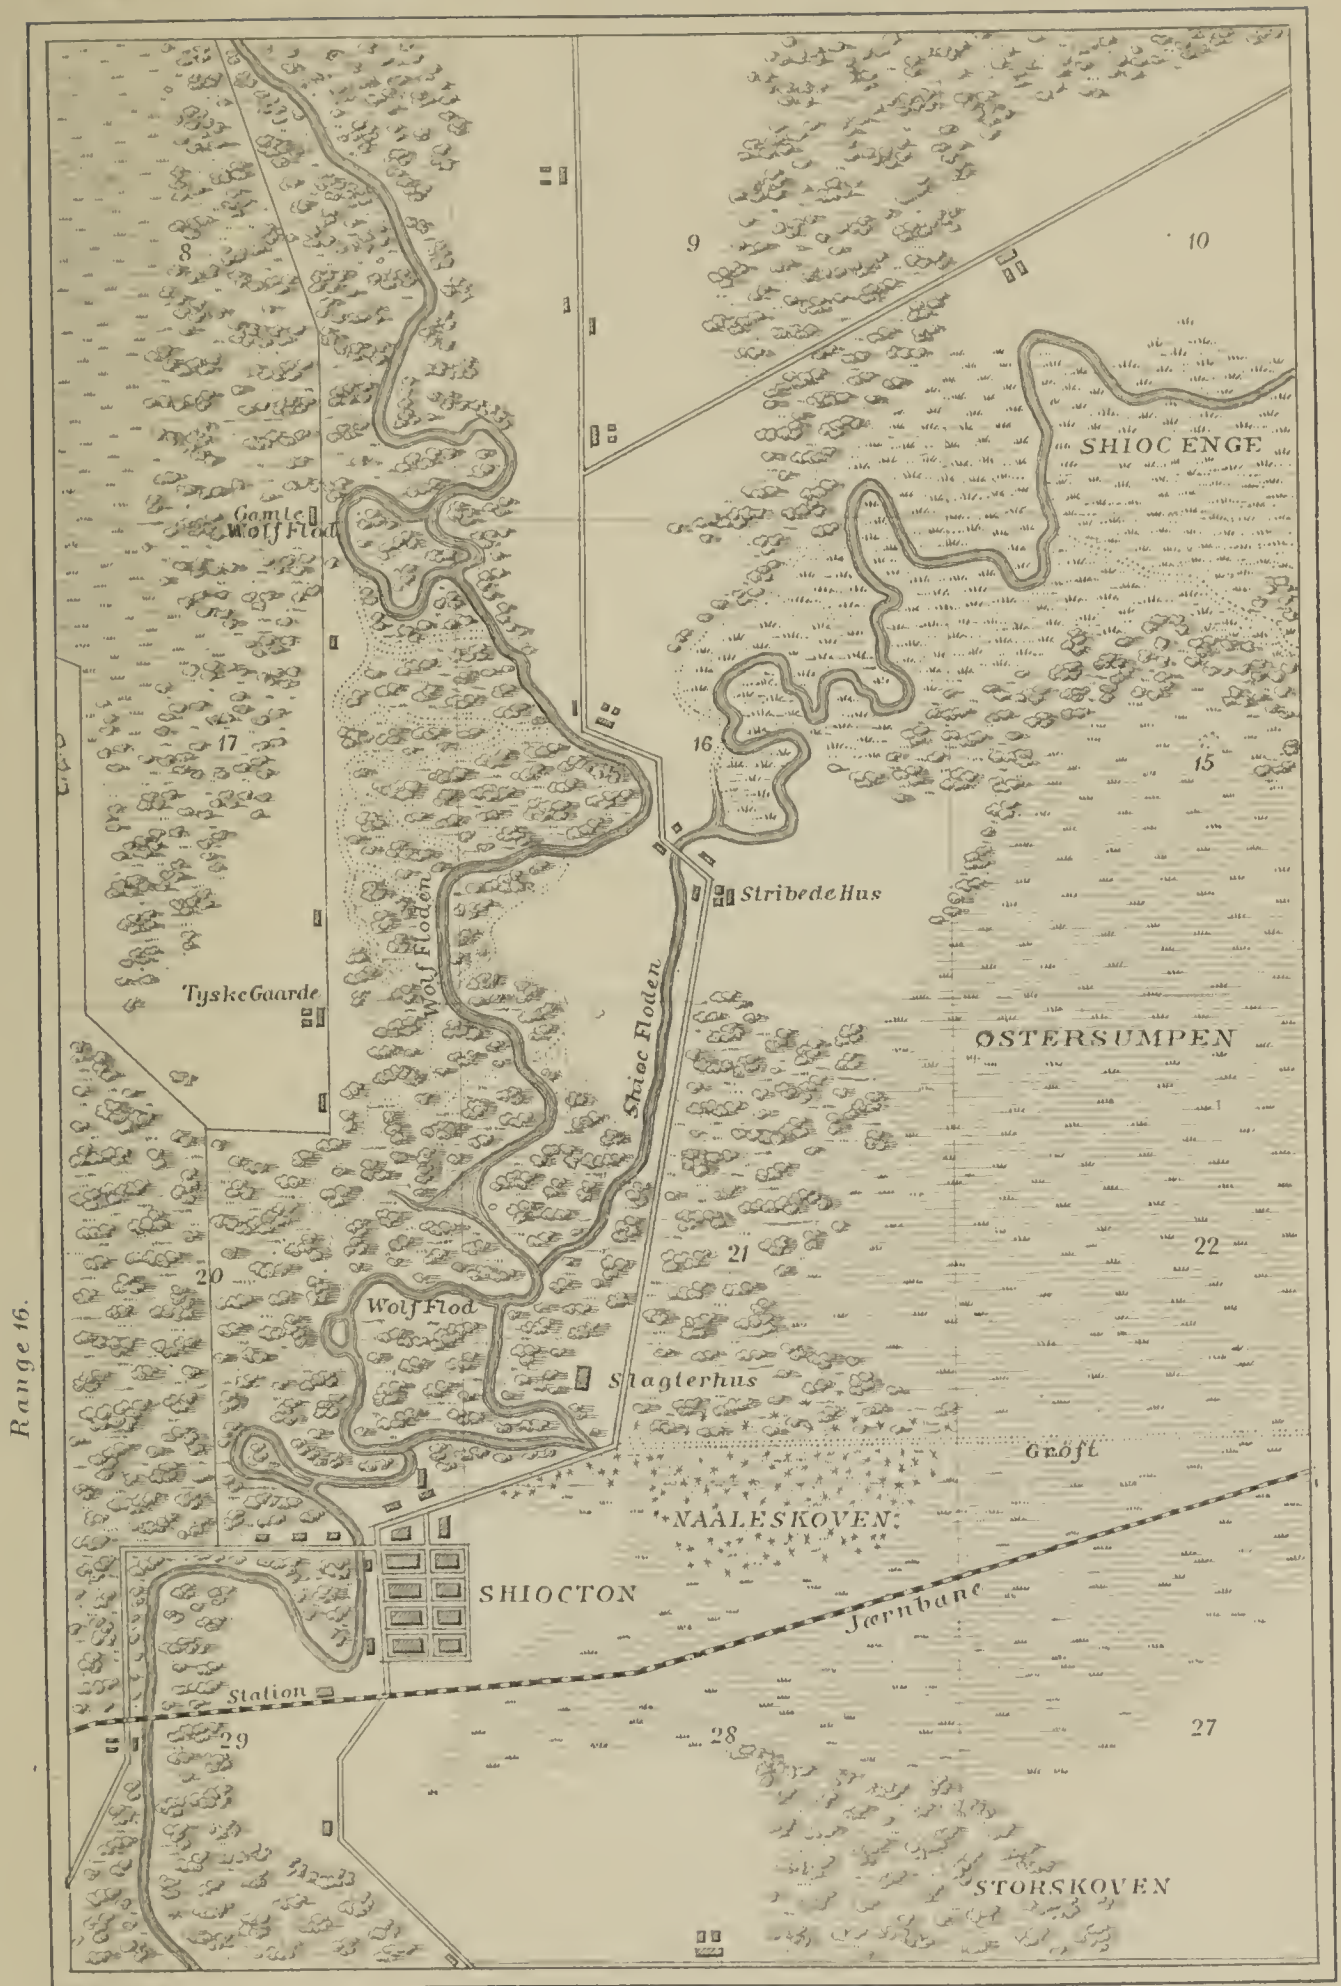 8
9
10
SHIOC ENGE
Gamle
Wolf Flod
17
16
15
Stribede Hus
Wolf Floden
Tyske Gaarde
Shioc Floden
ØSTERSUMPEN
20
21
22
Wolf Flod
Range 16.
Slagterhus
Grøft
NAALESKOVEN
SHIOCTON
Jærnbane
Station
29
28
27
STORSKOVEN